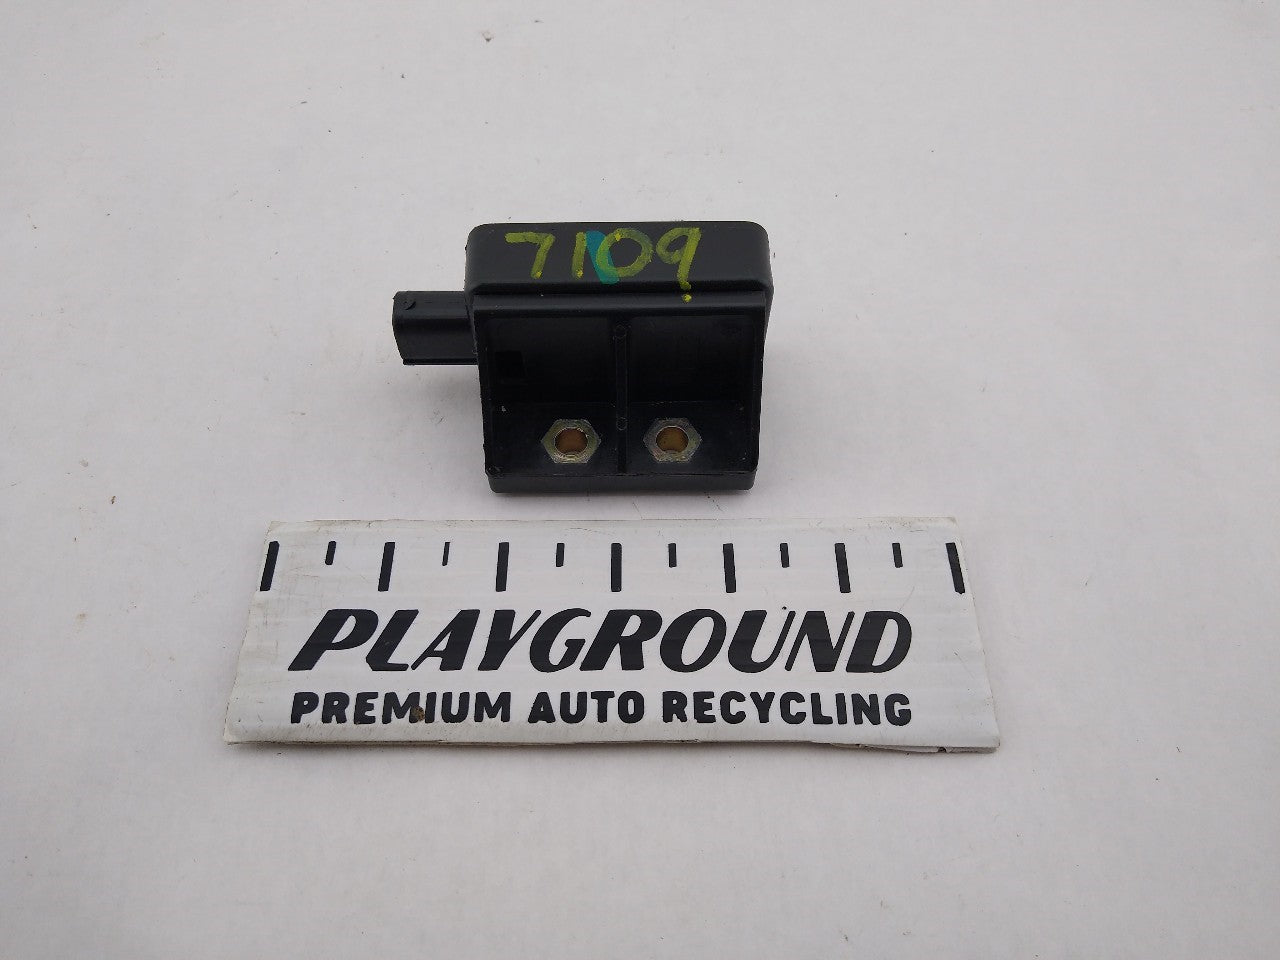 7109
PLAYGROUND
PREMIUM AUTO RECYCLING